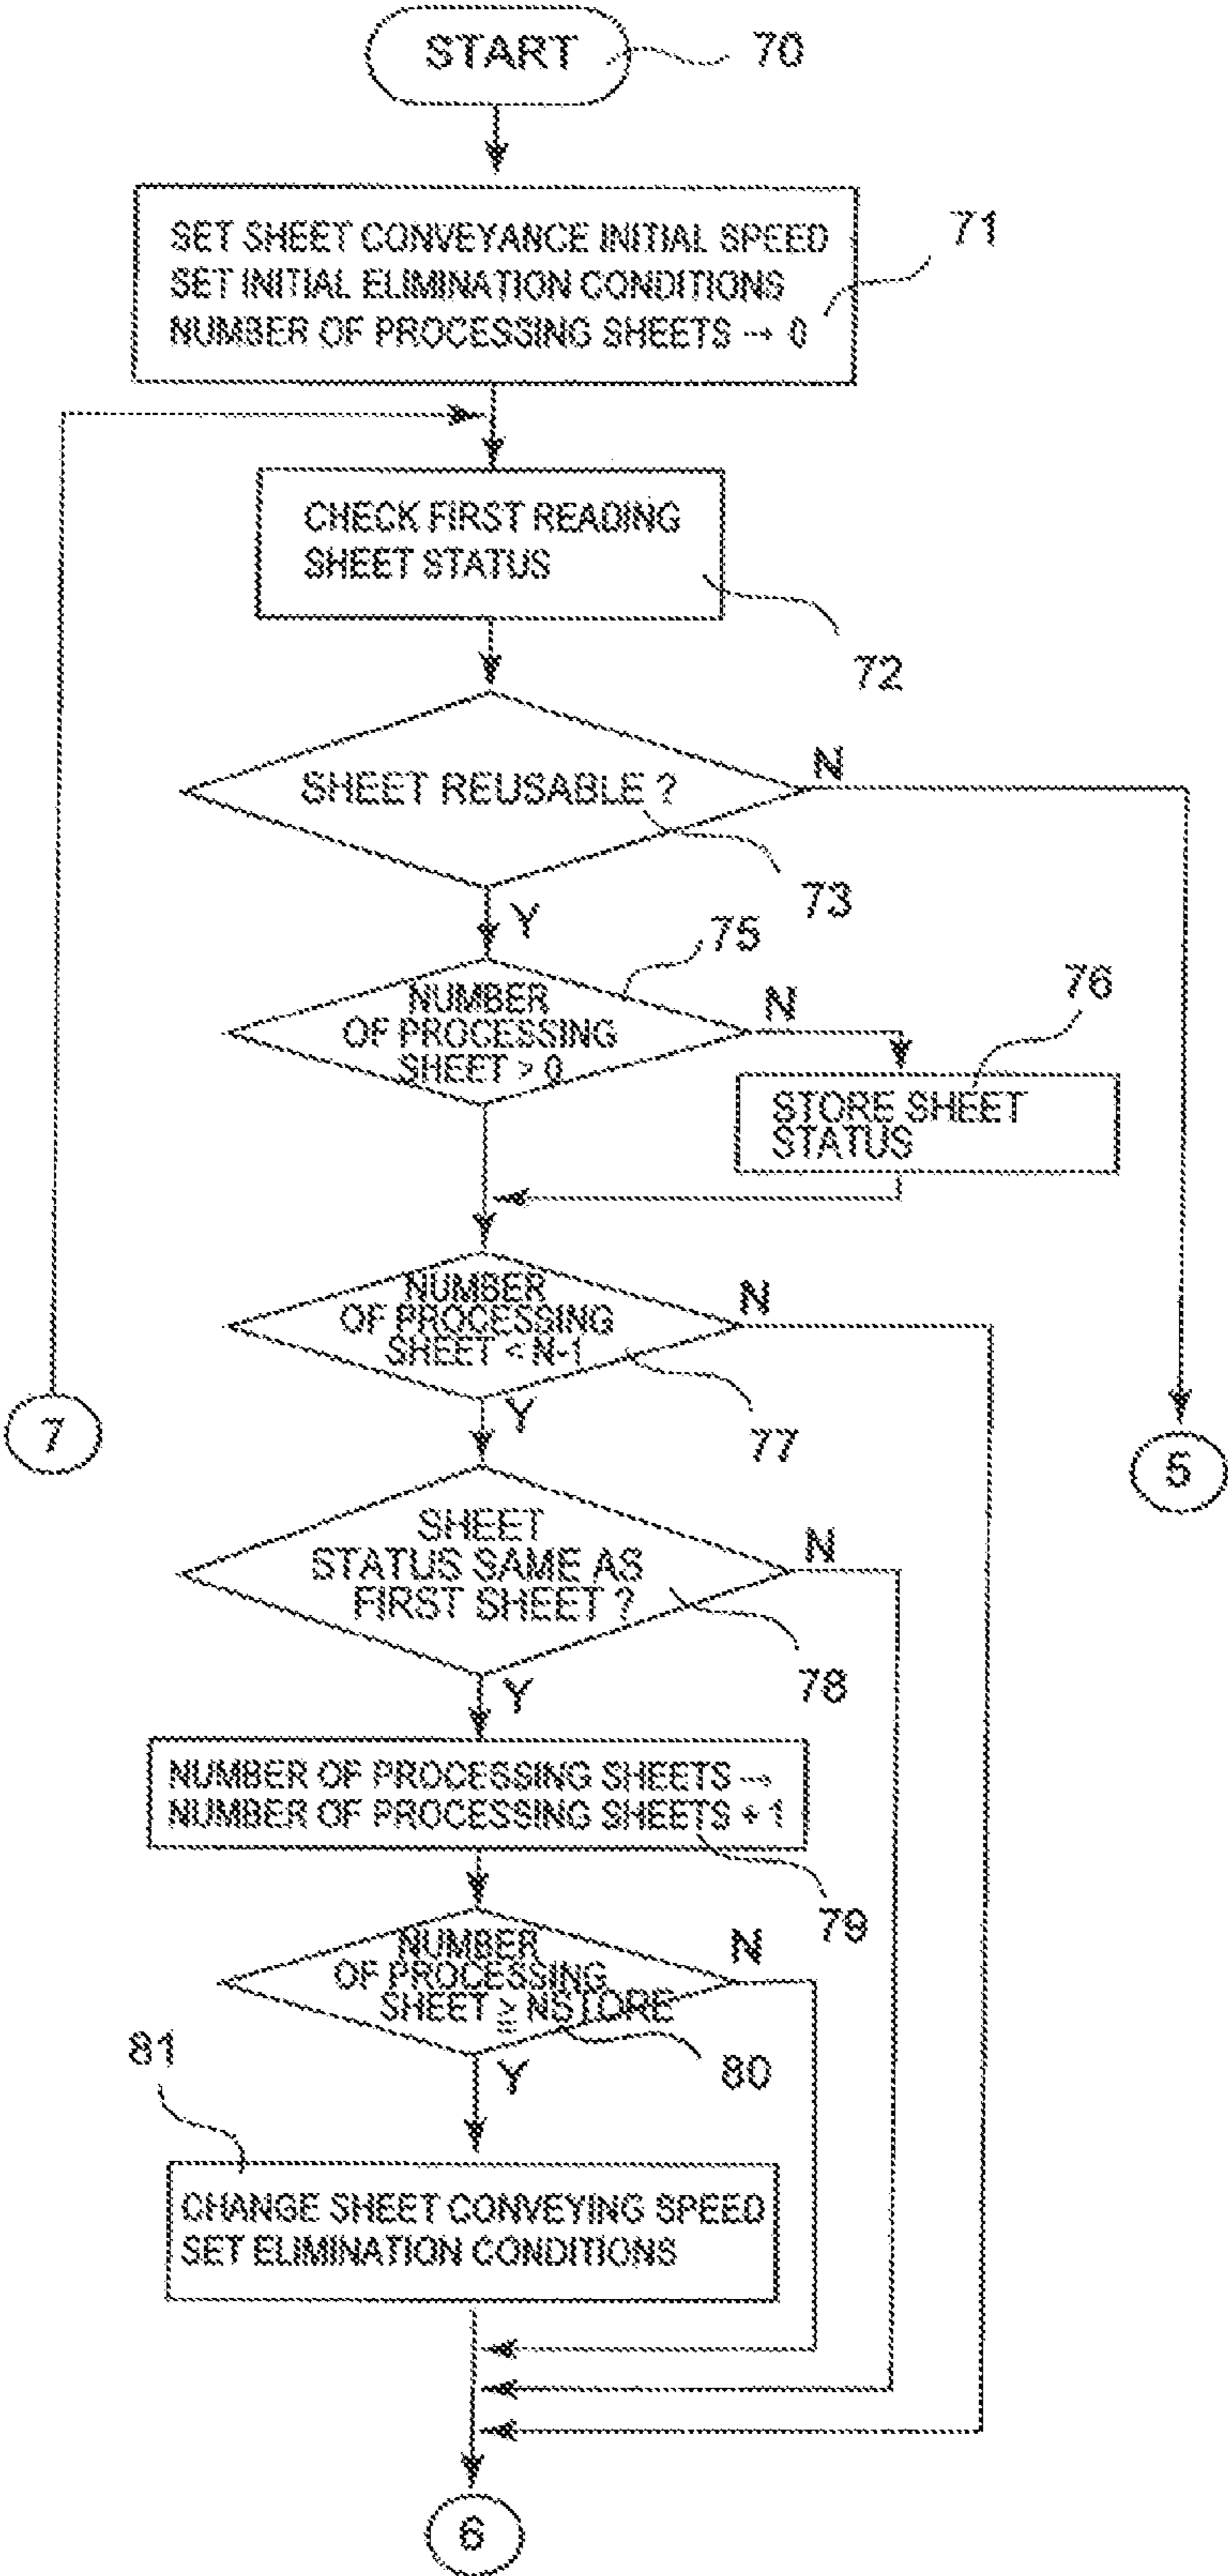 START
70
SET SHEET CONVEYANCE INITIAL SPEED
SET INITIAL ELIMINATION CONDITIONS
NUMBER OF PROCESSING SHEETS → 0
71
CHECK FIRST READING
SHEET STATUS
72
SHEET REUSABLE ?
N
73
Y
75
NUMBER
OF PROCESSING
SHEET > 0
N
76
STORE SHEET
STATUS
NUMBER
OF PROCESSING
SHEET < N-1
N
77
Y
7
5
SHEET
STATUS SAME AS
FIRST SHEET ?
N
78
Y
NUMBER OF PROCESSING SHEETS →
NUMBER OF PROCESSING SHEETS + 1
79
NUMBER
OF PROCESSING
SHEET ≧ NSTORE
N
80
Y
81
CHANGE SHEET CONVEYING SPEED
SET ELIMINATION CONDITIONS
6